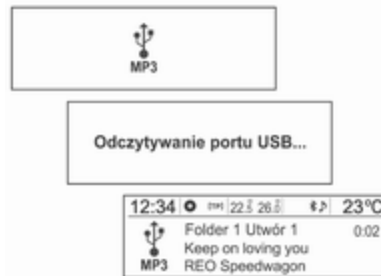 MP3
Odczytywanie portu USB...
12:34 22.5 26.0 23°C
Folder 1 Utwór 1 0:02
Keep on loving you
MP3 REO Speedwagon